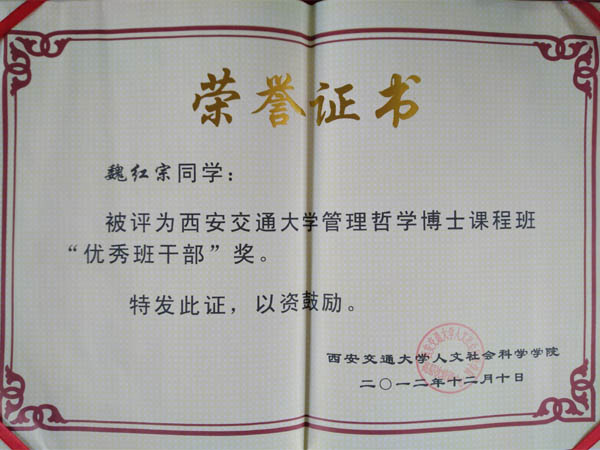 荣誉证书
魏红宗同学：
被评为西安交通大学管理哲学博士课程班
“优秀班干部”奖。
特发此证，以资鼓励。
西安交通大学人文社会科学学院
二〇一二年十二月十日